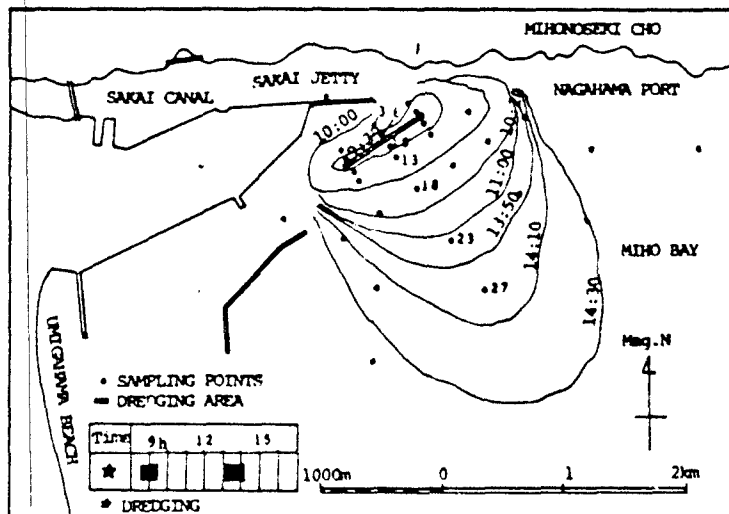 MIHONOSEKI CHO
SAKAI JETTY
NAGAHAMA PORT
SAKAI CANAL
10:00
13
18
11:00
13:50
23
14:10
27
14:30
MIHO BAY
Mag.N
BEACH
• SAMPLING POINTS
DREDGING AREA
Time 9h 12 15
1000m 0 1 2km
★ DREDGING